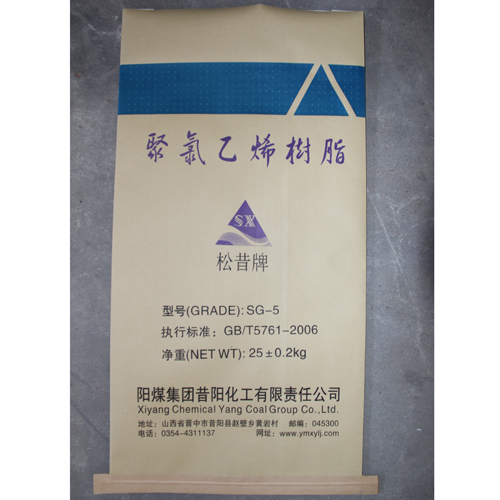 聚氯乙烯樹脂
SX
松昔牌
型号(GRADE): SG-5
执行标准: GB/T5761-2006
净重(NET WT): 25±0.2kg
阳煤集团昔阳化工有限责任公司
Xiyang Chemical Yang Coal Group Co., Ltd.
地址: 山西省晋中市昔阳县赵壁乡黄岩村 邮编: 045300
电话: 0354-4311137 网址: www.ymxylj.com